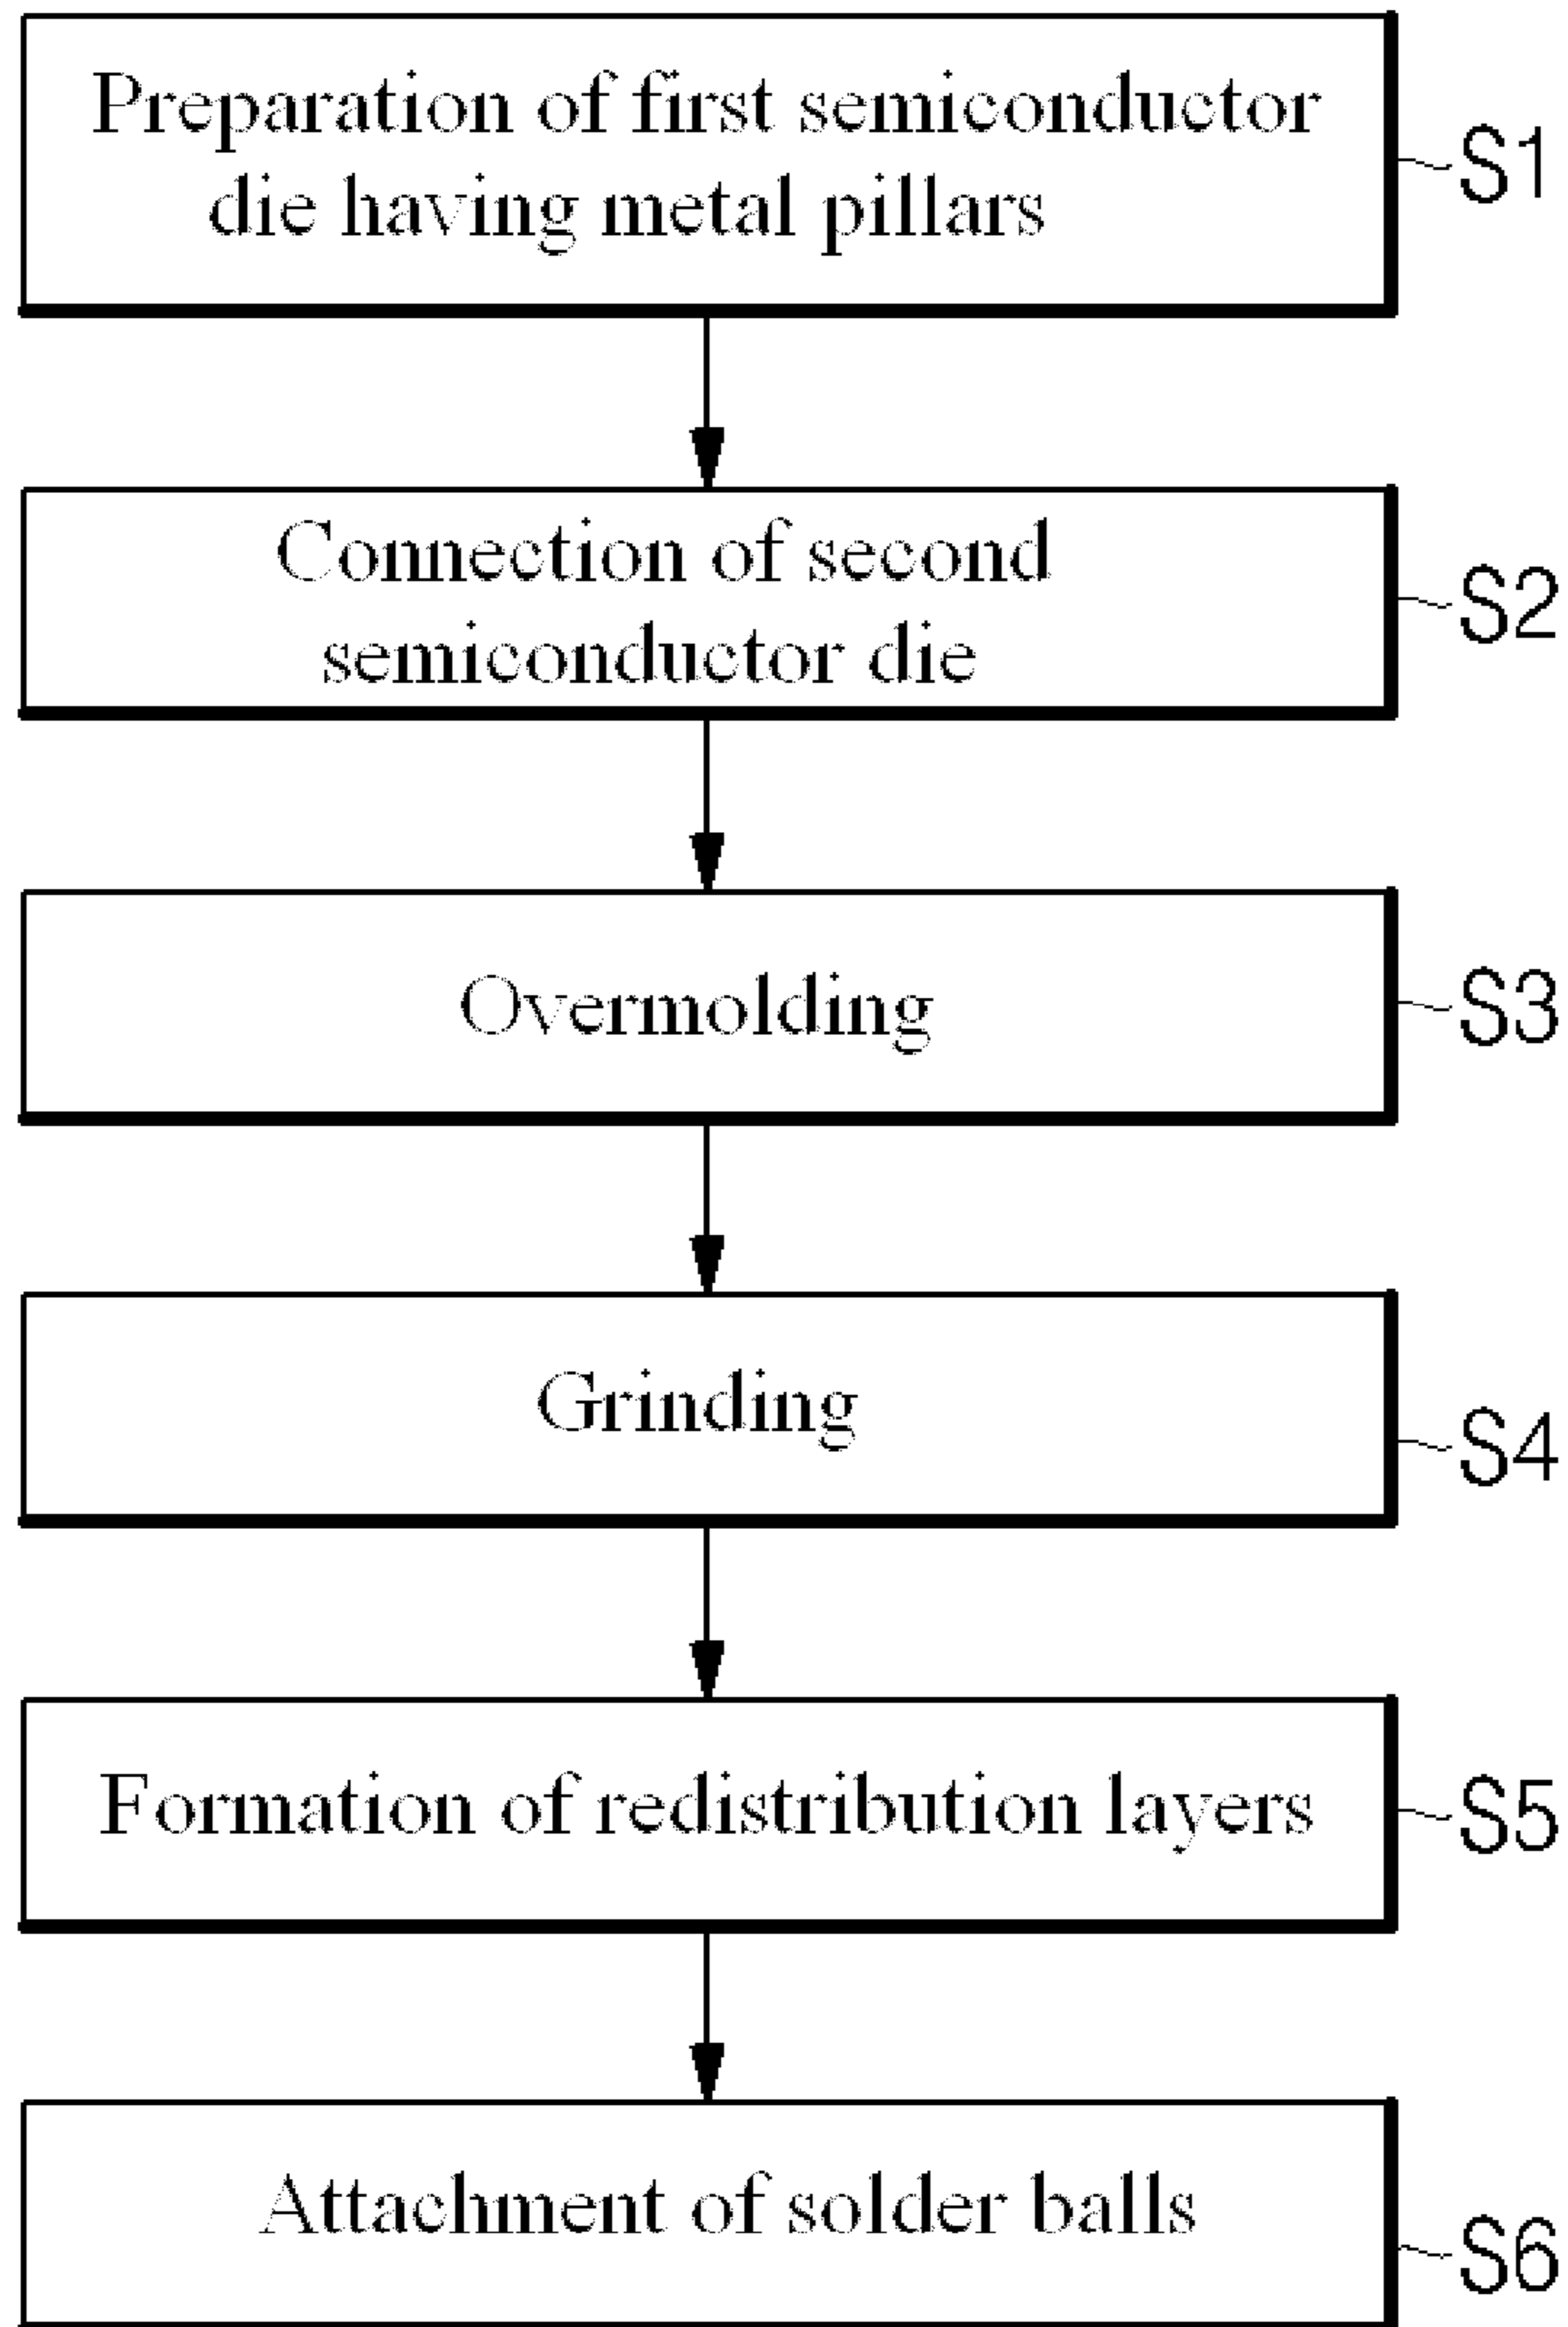 Preparation of first semiconductor
die having metal pillars
S1
Connection of second
semiconductor die
S2
Overmolding
S3
Grinding
S4
Formation of redistribution layers
S5
Attachment of solder balls
S6